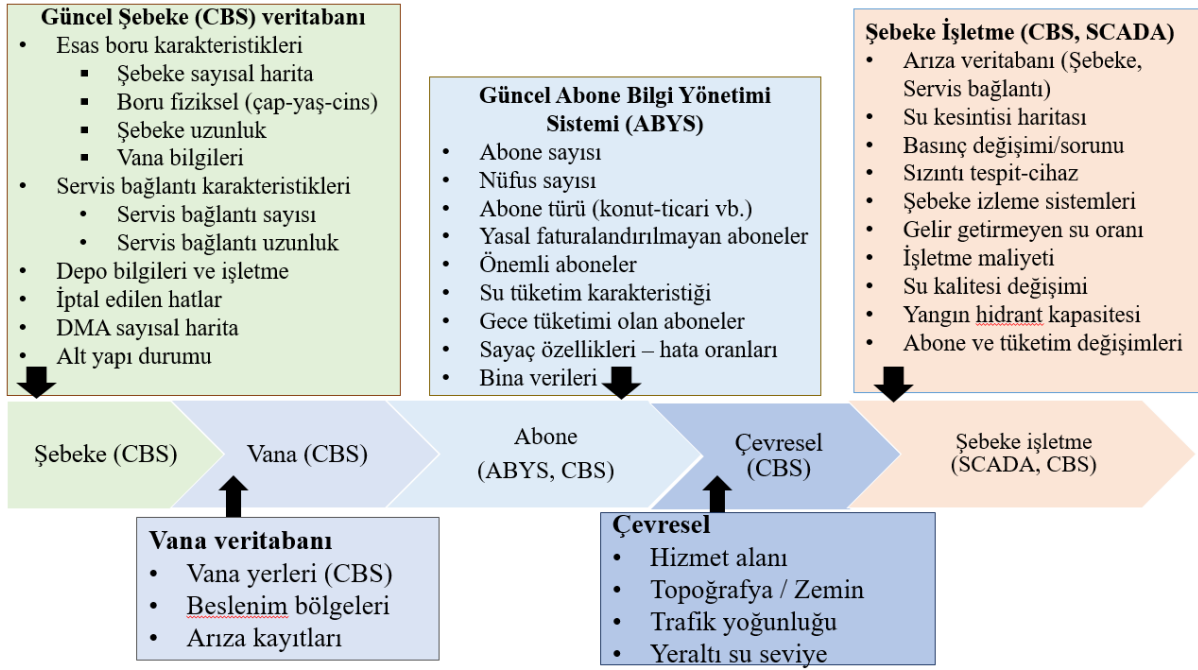 Güncel Şebeke (CBS) veritabanı
• Esas boru karakteristikleri
▪ Şebeke sayısal harita
▪ Boru fiziksel (çap-yaş-cins)
▪ Şebeke uzunluk
▪ Vana bilgileri
• Servis bağlantı karakteristikleri
• Servis bağlantı sayısı
• Servis bağlantı uzunluk
• Depo bilgileri ve işletme
• İptal edilen hatlar
• DMA sayısal harita
• Alt yapı durumu
Güncel Abone Bilgi Yönetimi
Sistemi (ABYS)
• Abone sayısı
• Nüfus sayısı
• Abone türü (konut-ticari vb.)
• Yasal faturalandırılmayan aboneler
• Önemli aboneler
• Su tüketim karakteristiği
• Gece tüketimi olan aboneler
• Sayaç özellikleri – hata oranları
• Bina verileri
Şebeke İşletme (CBS, SCADA)
• Arıza veritabanı (Şebeke,
Servis bağlantı)
• Su kesintisi haritası
• Basınç değişimi/sorunu
• Sızıntı tespit-cihaz
• Şebeke izleme sistemleri
• Gelir getirmeyen su oranı
• İşletme maliyeti
• Su kalitesi değişimi
• Yangın hidrant kapasitesi
• Abone ve tüketim değişimleri
Şebeke (CBS)
Vana (CBS)
Abone
(ABYS, CBS)
Çevresel
(CBS)
Şebeke işletme
(SCADA, CBS)
Vana veritabanı
• Vana yerleri (CBS)
• Beslenim bölgeleri
• Arıza kayıtları
Çevresel
• Hizmet alanı
• Topoğrafya / Zemin
• Trafik yoğunluğu
• Yeraltı su seviye